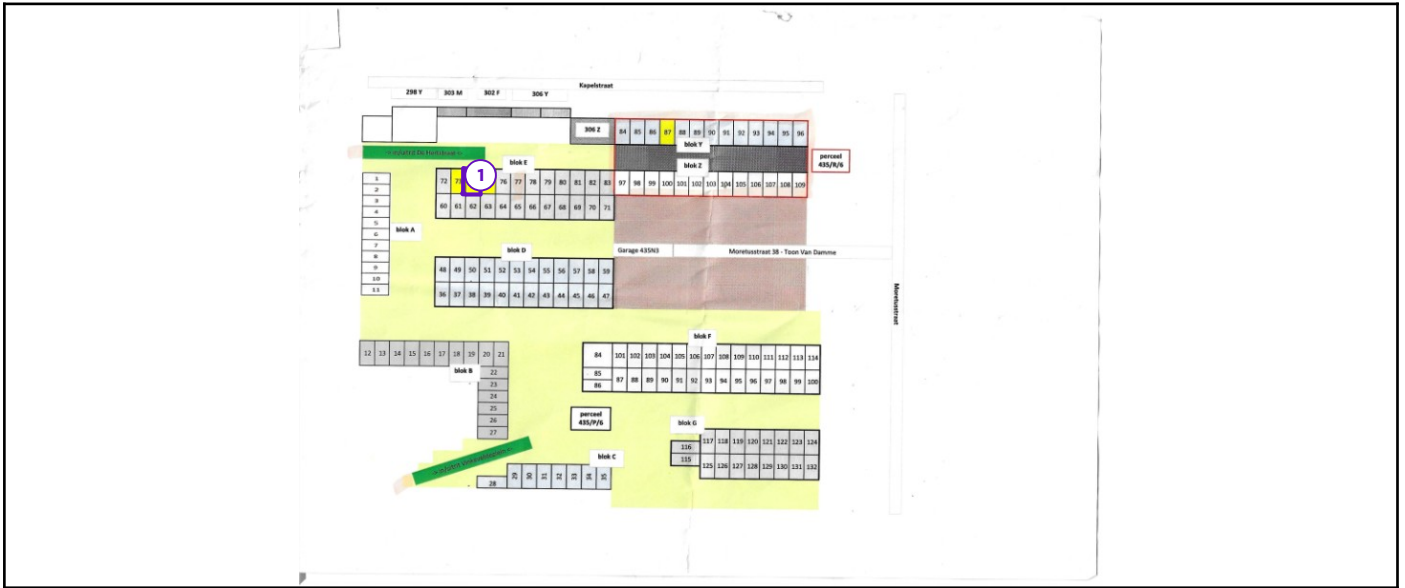 Kapelstraat
298 Y 303 M 302 F 306 Y
306 Z
84 85 86 87 88 89 90 91 92 93 94 95 96
blok Y
blok Z
perceel
435/R/6
97 98 99 100 101 102 103 104 105 106 107 108 109
blok E
1
72 73 76 77 78 79 80 81 82 83
60 61 62 63 64 65 66 67 68 69 70 71
1
2
3
4
5
6
7
8
9
10
11
blok A
blok D
Garage 435N3 Moretusstraat 38 - Toon Van Damme
Moretusstraat
48 49 50 51 52 53 54 55 56 57 58 59
36 37 38 39 40 41 42 43 44 45 46 47
blok F
12 13 14 15 16 17 18 19 20 21
blok B
22
23
24
25
26
27
84 101 102 103 104 105 106 107 108 109 110 111 112 113 114
85
86
87 88 89 90 91 92 93 94 95 96 97 98 99 100
perceel
435/P/6
blok G
116
115
117 118 119 120 121 122 123 124
125 126 127 128 129 130 131 132
blok C
28 29 30 31 32 33 34 35